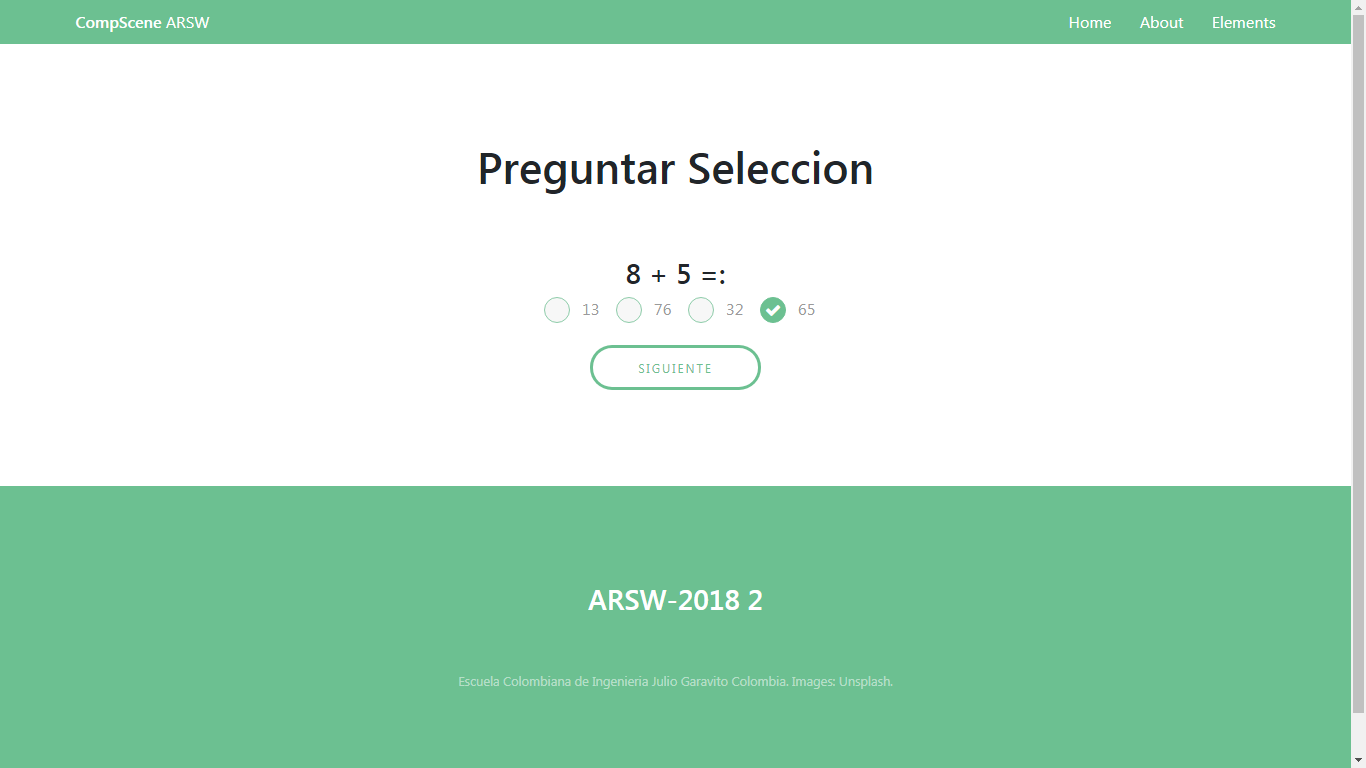 CompScene ARSW
Home About Elements
Preguntar Seleccion
8 + 5 =:
13 76 32 65
SIGUIENTE
ARSW-2018 2
Escuela Colombiana de Ingenieria Julio Garavito Colombia. Images: Unsplash.